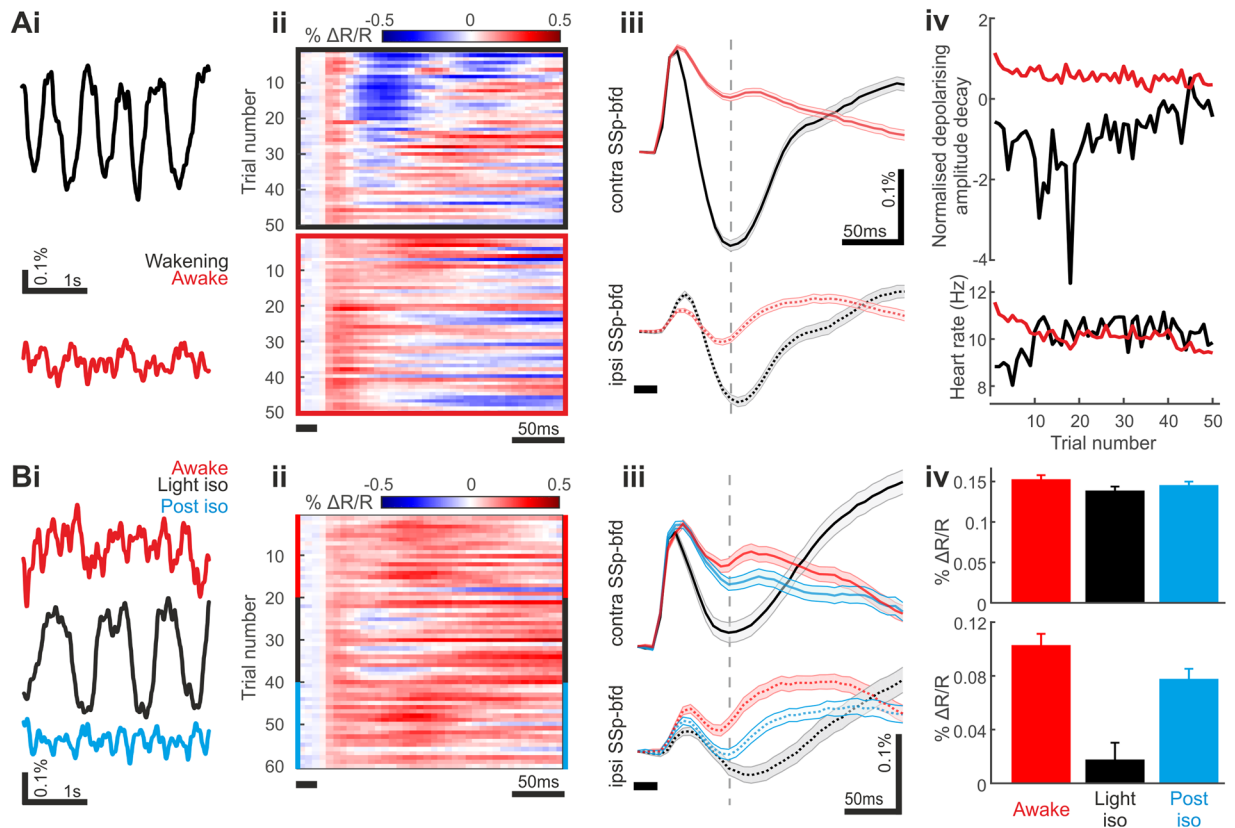 Ai
ii
iii
iv
% ΔR/R
-0.5
0
0.5
Trial number
10
20
30
40
50
10
20
30
40
50
50ms
0.1%
1s
Wakening
Awake
contra SSp-bfd
ipsi SSp-bfd
0.1%
50ms
Normalised depolarising
amplitude decay
2
0
-2
-4
Heart rate (Hz)
12
10
8
10
20
30
40
50
Trial number
Bi
ii
iii
iv
Awake
Light iso
Post iso
0.1%
1s
% ΔR/R
-0.5
0
0.5
Trial number
10
20
30
40
50
60
50ms
contra SSp-bfd
ipsi SSp-bfd
0.1%
50ms
% ΔR/R
0.15
0.1
0.05
0
% ΔR/R
0.12
0.08
0.04
0
Awake
Light
iso
Post
iso